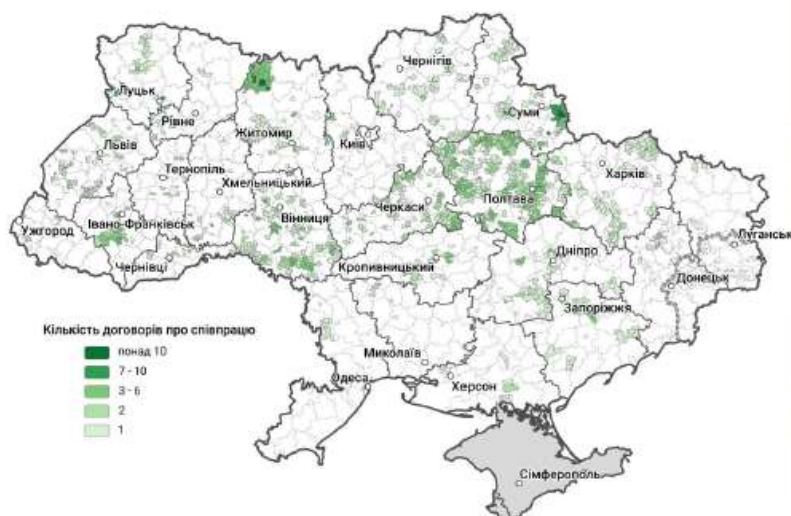 Чернігів
Луцьк
Суми
Рівне
Житомир
Київ
Львів
Харків
Тернопіль
Хмельницький
Полтава
Вінниця
Черкаси
Івано-Франківськ
Ужгород
Луганськ
Чернівці
Кропивницький
Дніпро
Донецьк
Запоріжжя
Кількість договорів про співпрацю
понад 10
7 - 10
3 - 6
2
1
Миколаїв
Одеса
Херсон
Сімферополь